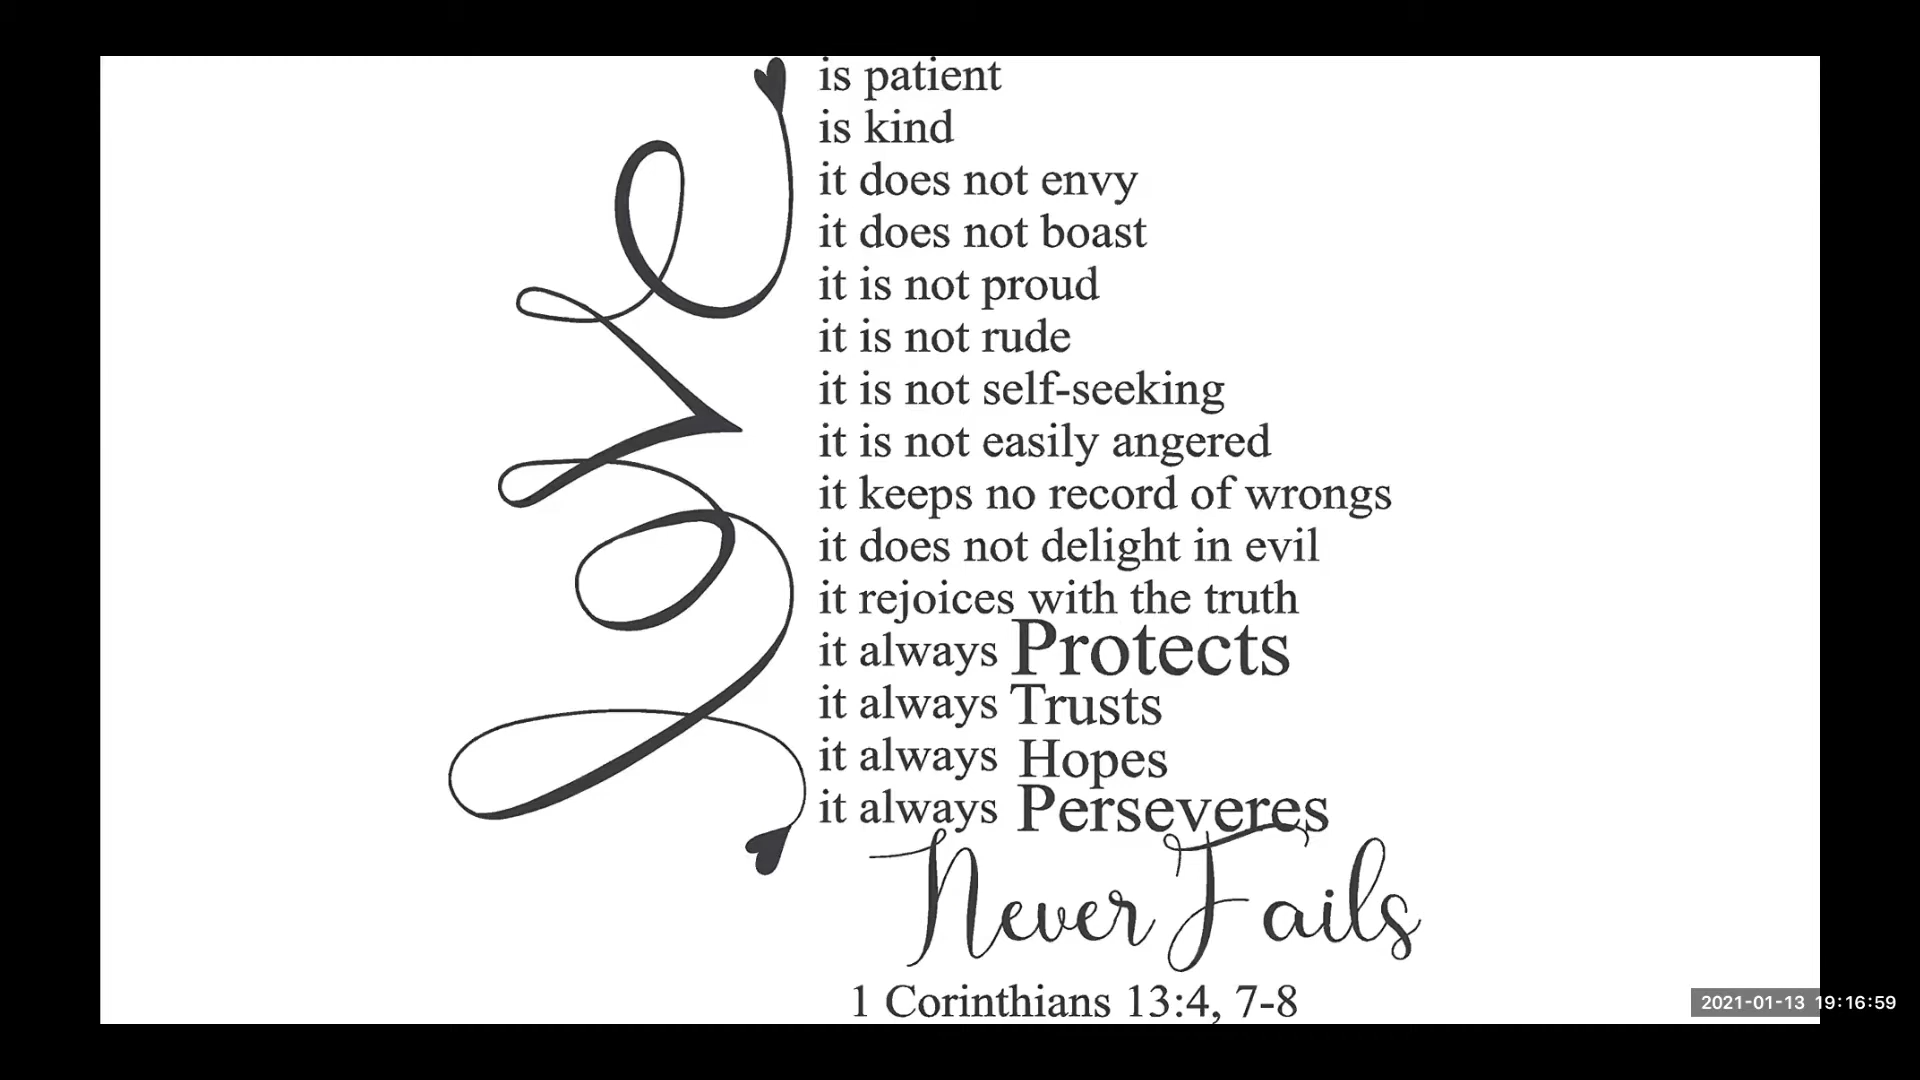 Love
is patient
is kind
it does not envy
it does not boast
it is not proud
it is not rude
it is not self-seeking
it is not easily angered
it keeps no record of wrongs
it does not delight in evil
it rejoices with the truth
it always Protects
it always Trusts
it always Hopes
it always Perseveres
Never Fails
1 Corinthians 13:4, 7-8
2021-01-13 19:16:59